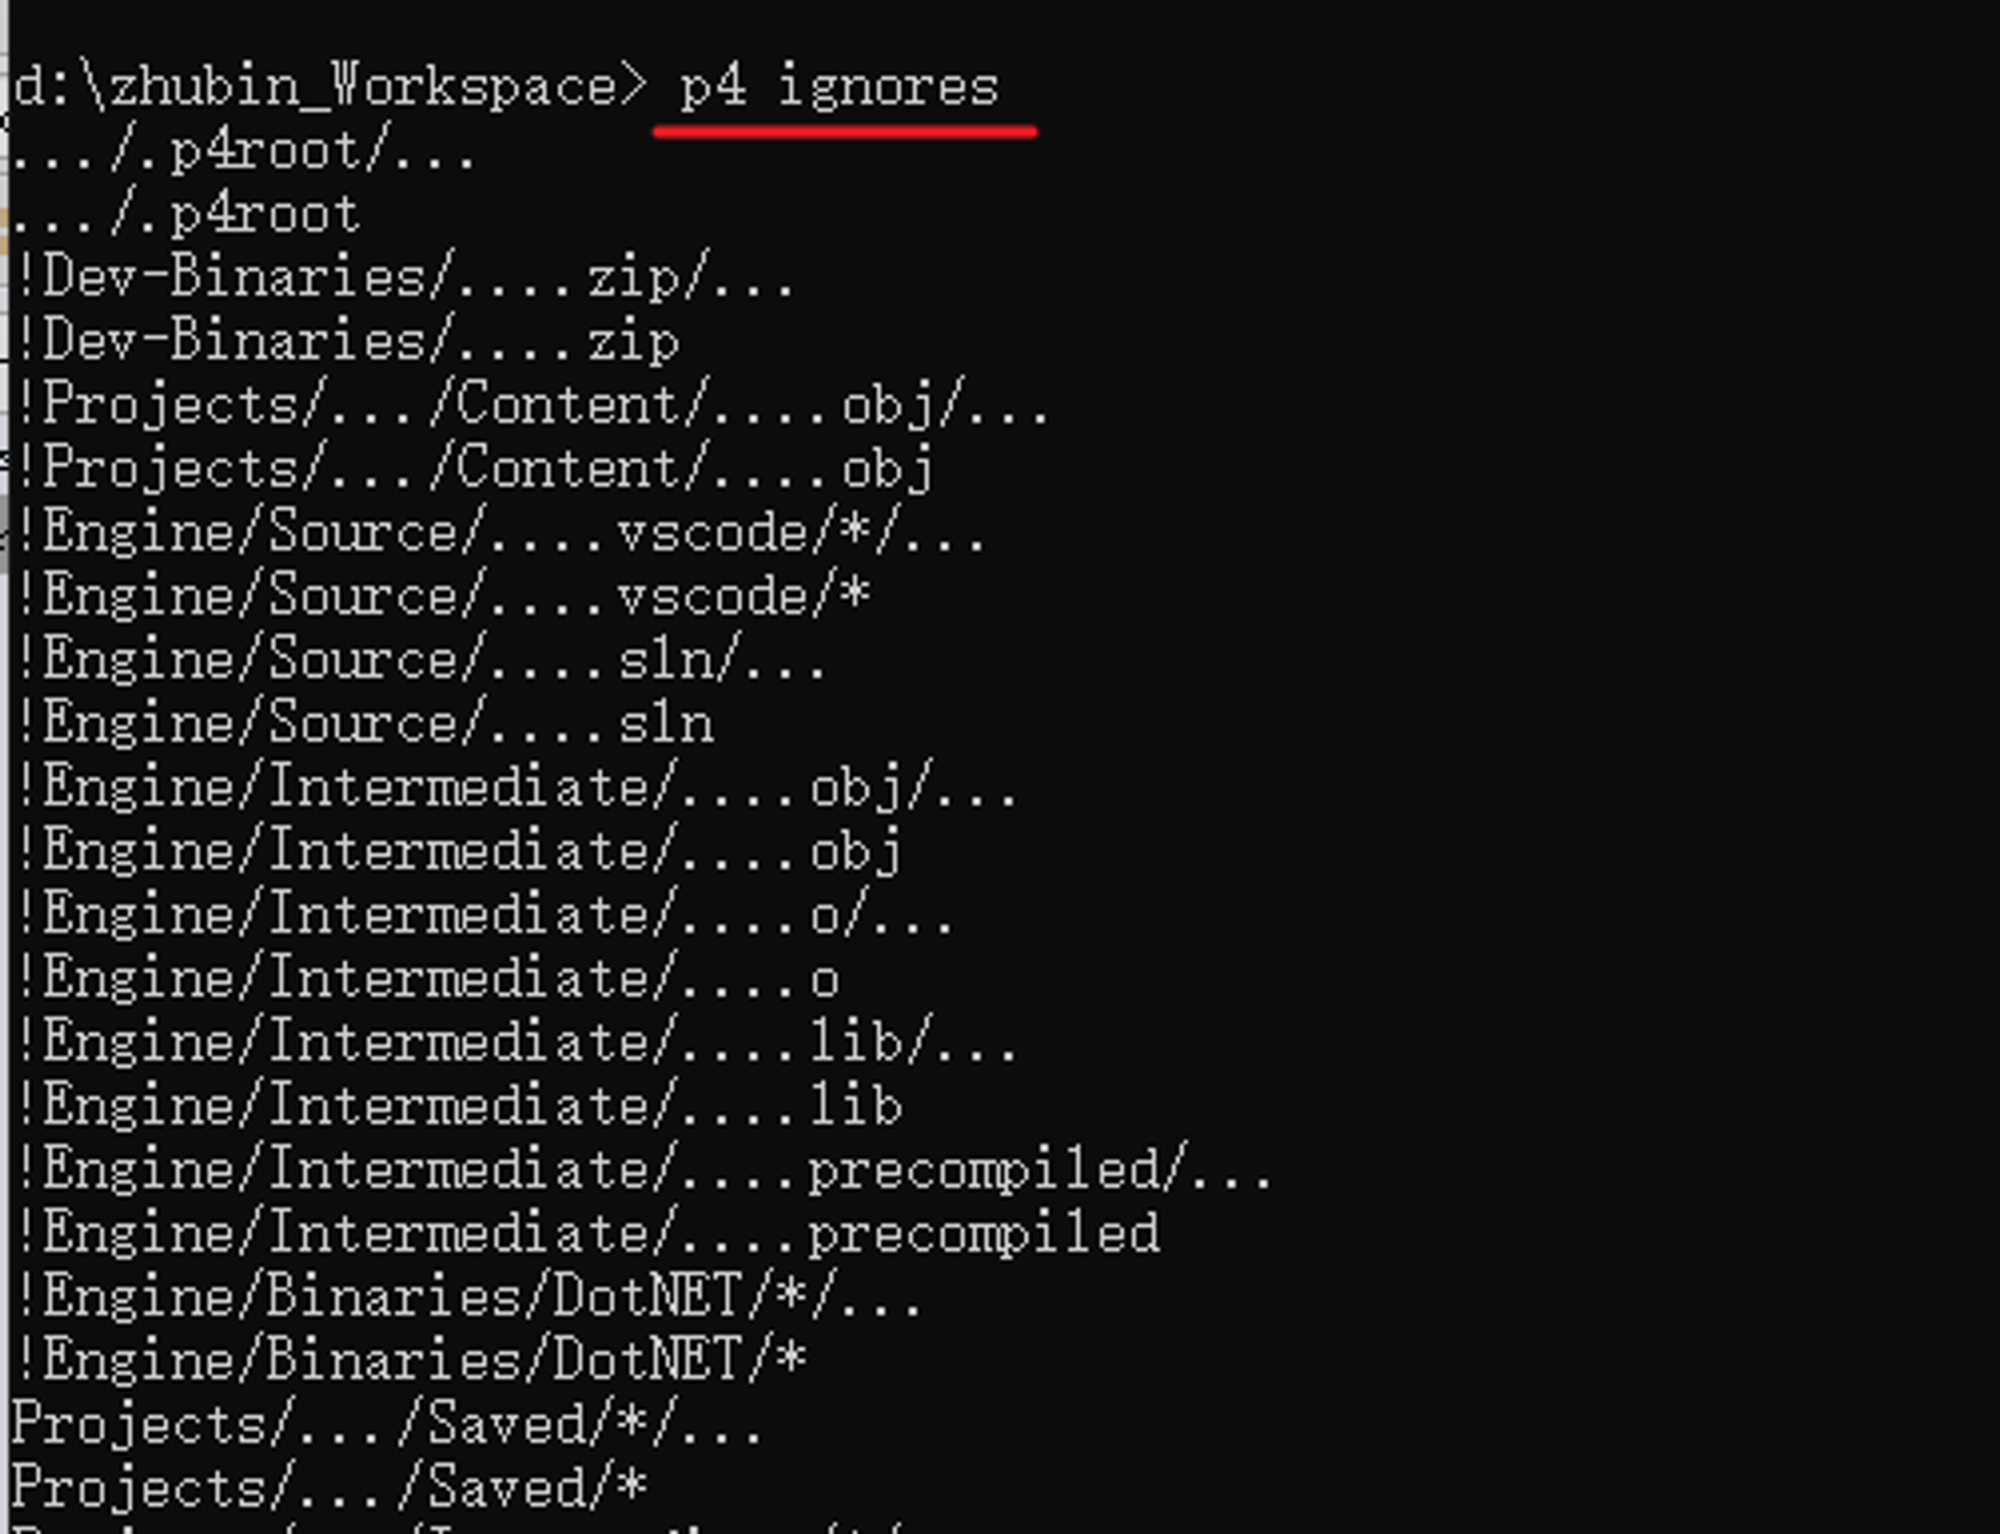 d:\zhubin_Workspace> p4 ignores
.../.p4root/...
.../.p4root
!Dev-Binaries/....zip/...
!Dev-Binaries/....zip
!Projects/.../Content/....obj/...
!Projects/.../Content/....obj
!Engine/Source/....vscode/*/...
!Engine/Source/....vscode/*
!Engine/Source/....sln/...
!Engine/Source/....sln
!Engine/Intermediate/....obj/...
!Engine/Intermediate/....obj
!Engine/Intermediate/....o/...
!Engine/Intermediate/....o
!Engine/Intermediate/....lib/...
!Engine/Intermediate/....lib
!Engine/Intermediate/....precompiled/...
!Engine/Intermediate/....precompiled
!Engine/Binaries/DotNET/*/...
!Engine/Binaries/DotNET/*
Projects/.../Saved/*/...
Projects/.../Saved/*